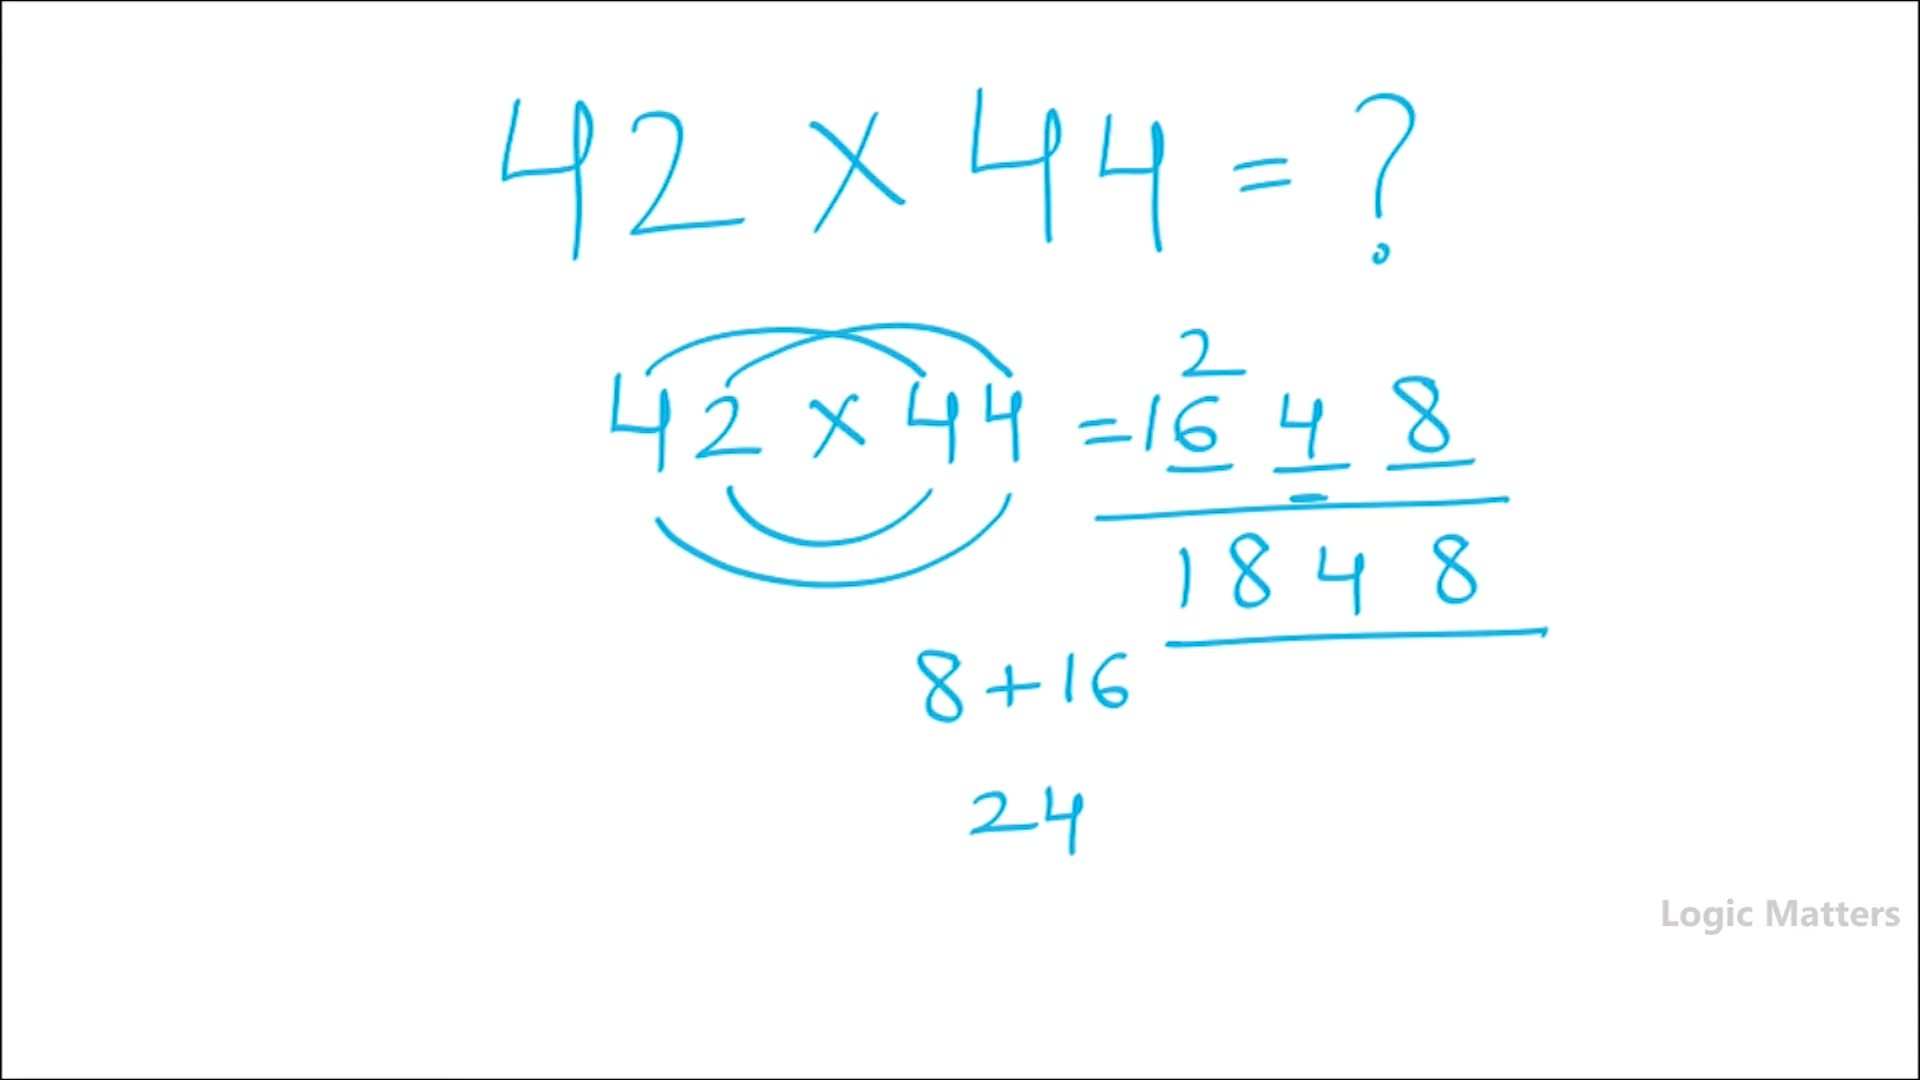 42 × 44 = ?
2
42 × 44 = 16 4 8
1848
8 + 16
24
Logic Matters